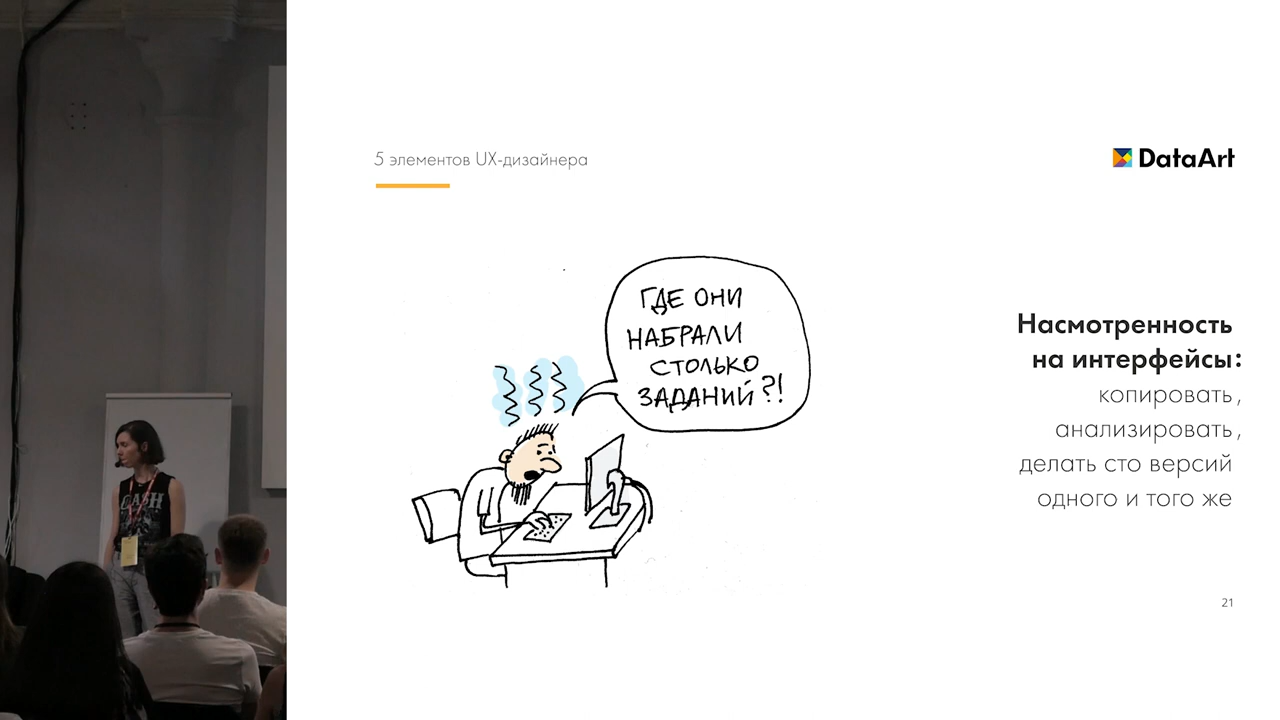 5 элементов UX-дизайнера
DataArt
ГДЕ ОНИ
НАБРАЛИ
СТОЛЬКО
ЗАДАНИЙ?!
Насмотренность
на интерфейсы:
копировать,
анализировать,
делать сто версий
одного и того же
21
CLASH